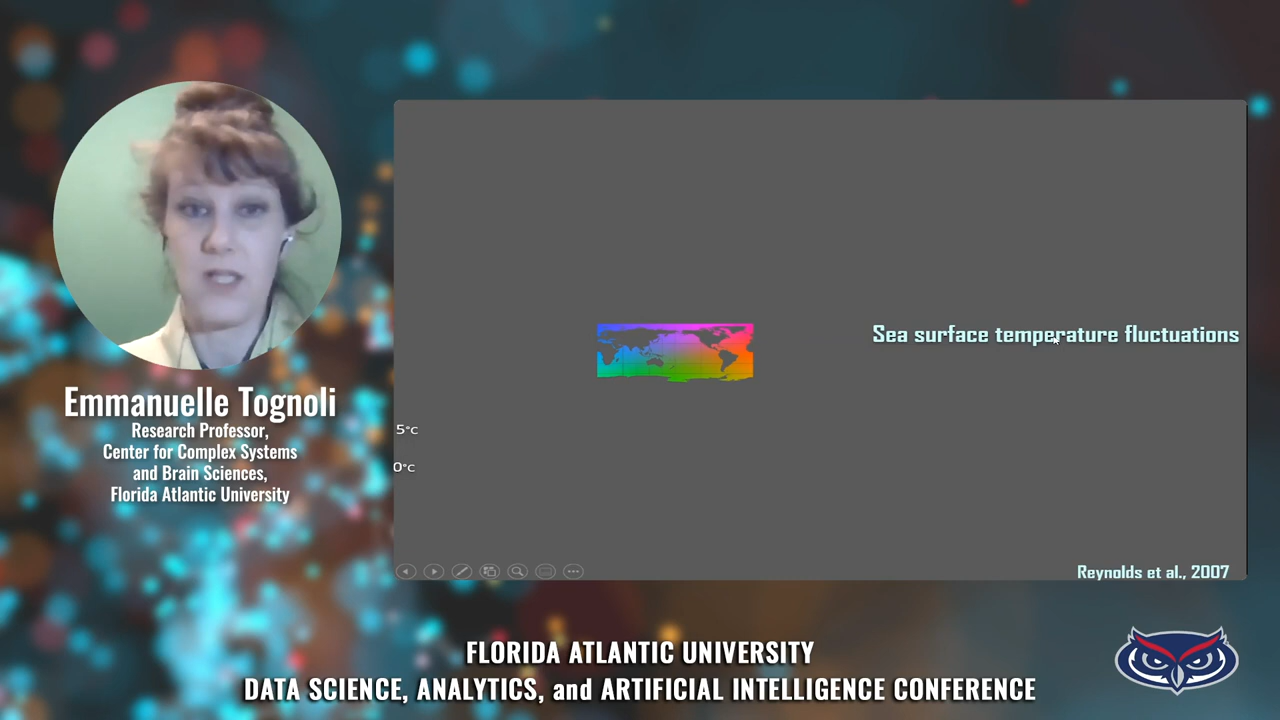 Emmanuelle Tognoli
Research Professor,
Center for Complex Systems
and Brain Sciences,
Florida Atlantic University
Sea surface temperature fluctuations
5°c
0°c
Reynolds et al., 2007
FLORIDA ATLANTIC UNIVERSITY
DATA SCIENCE, ANALYTICS, and ARTIFICIAL INTELLIGENCE CONFERENCE